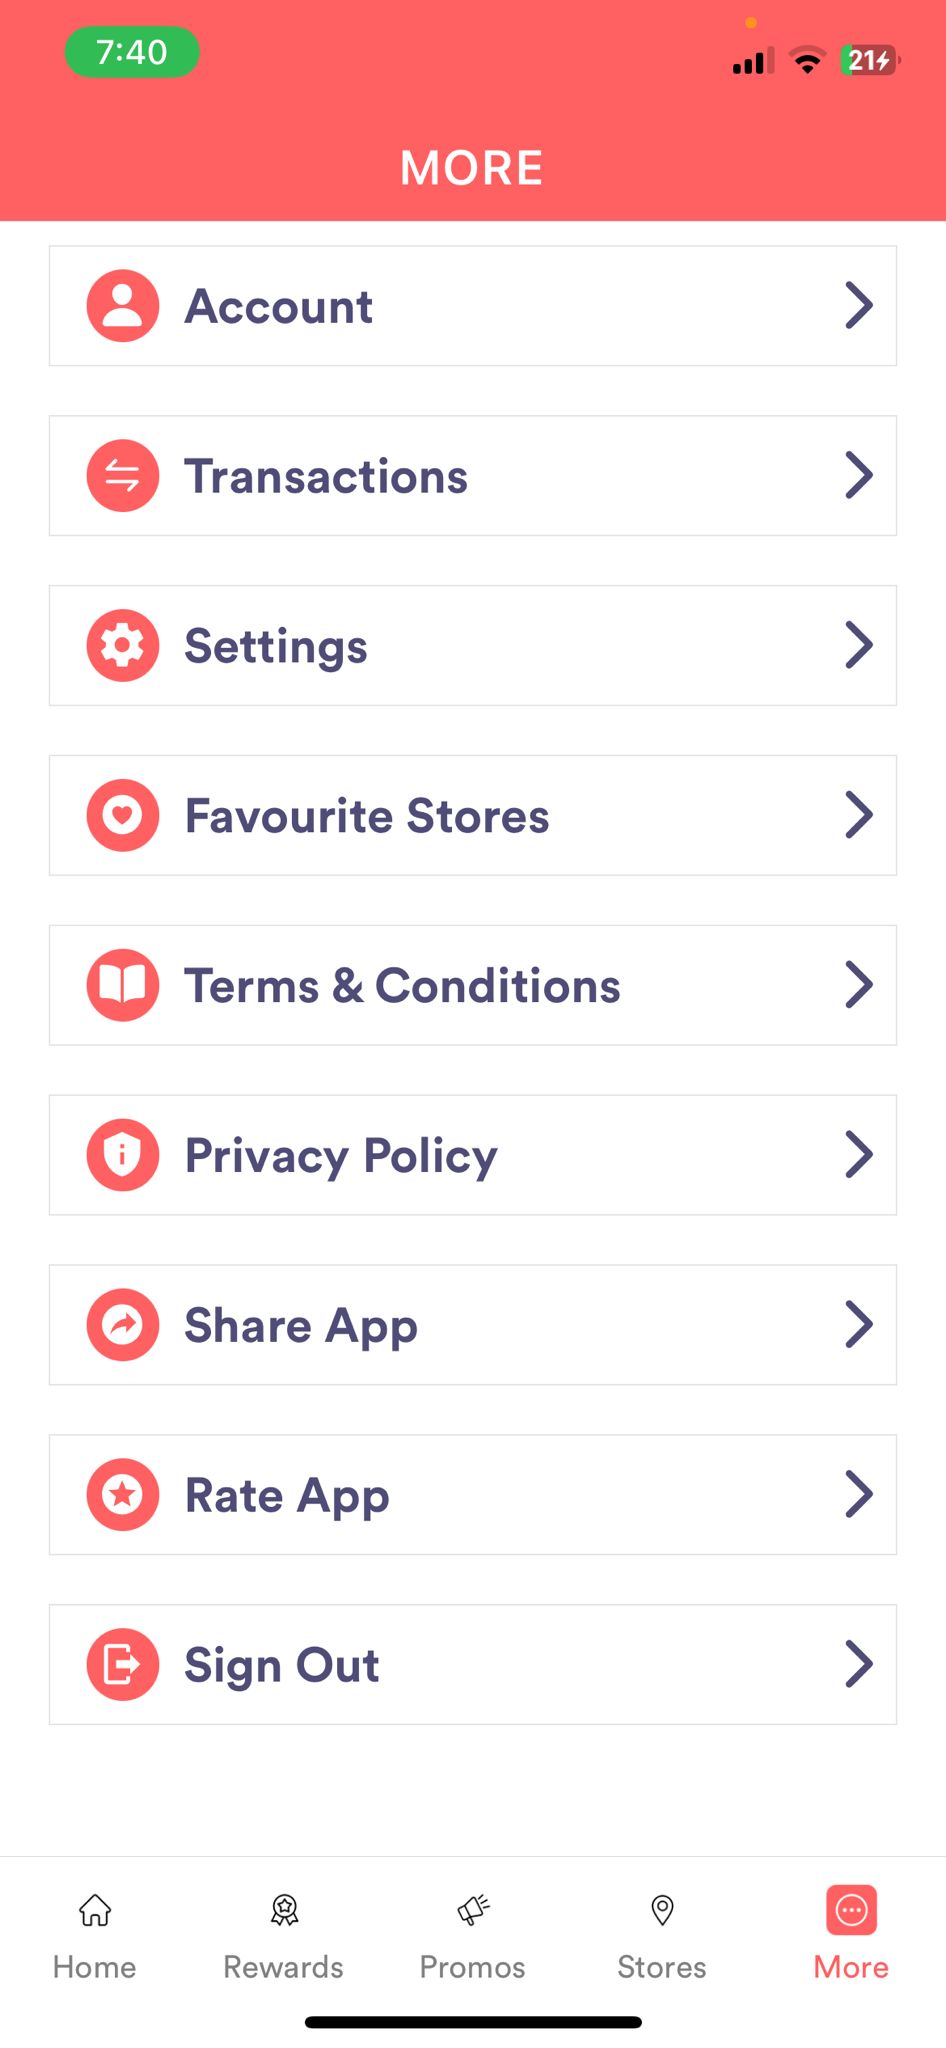 7:40
21
MORE
Account
Transactions
Settings
Favourite Stores
Terms & Conditions
Privacy Policy
Share App
Rate App
Sign Out
Home
Rewards
Promos
Stores
More